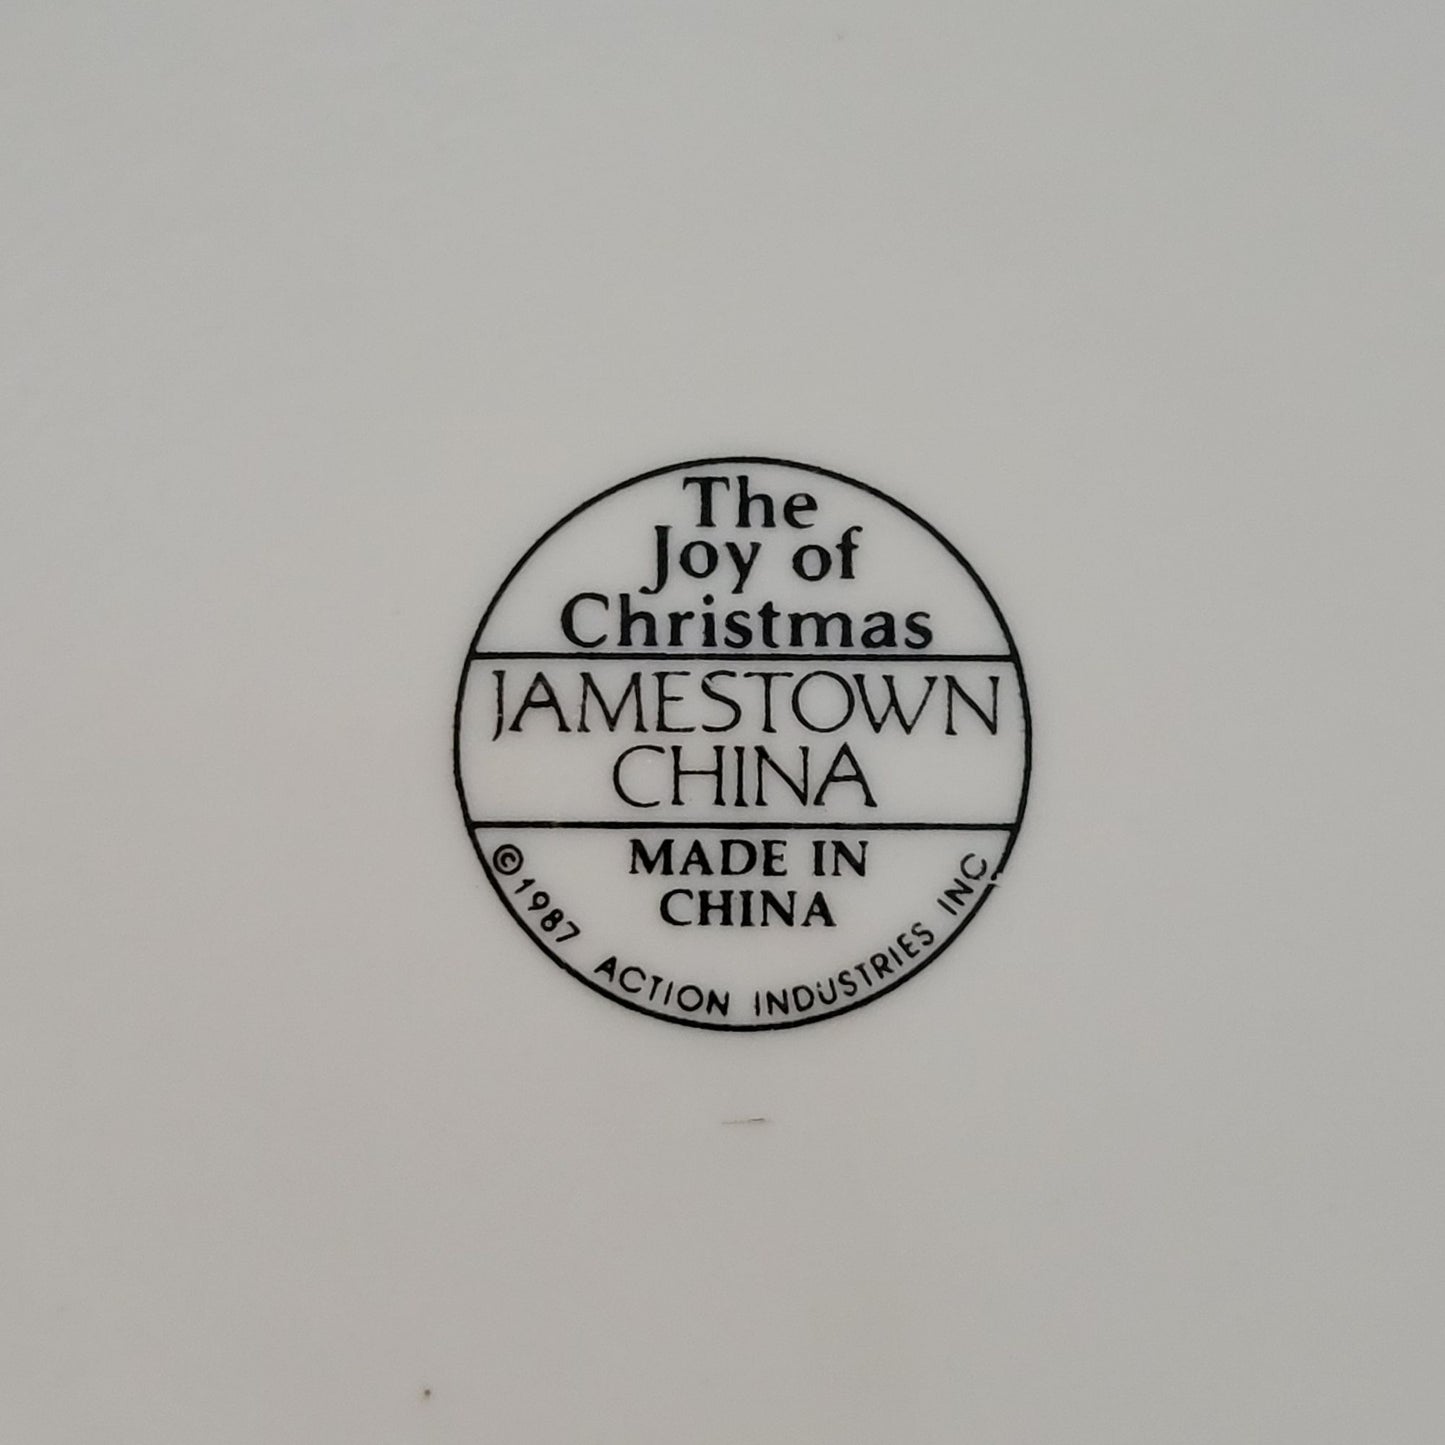 The
Joy of
Christmas
JAMESTOWN
CHINA
MADE IN
CHINA
©1987 ACTION INDUSTRIES INC.